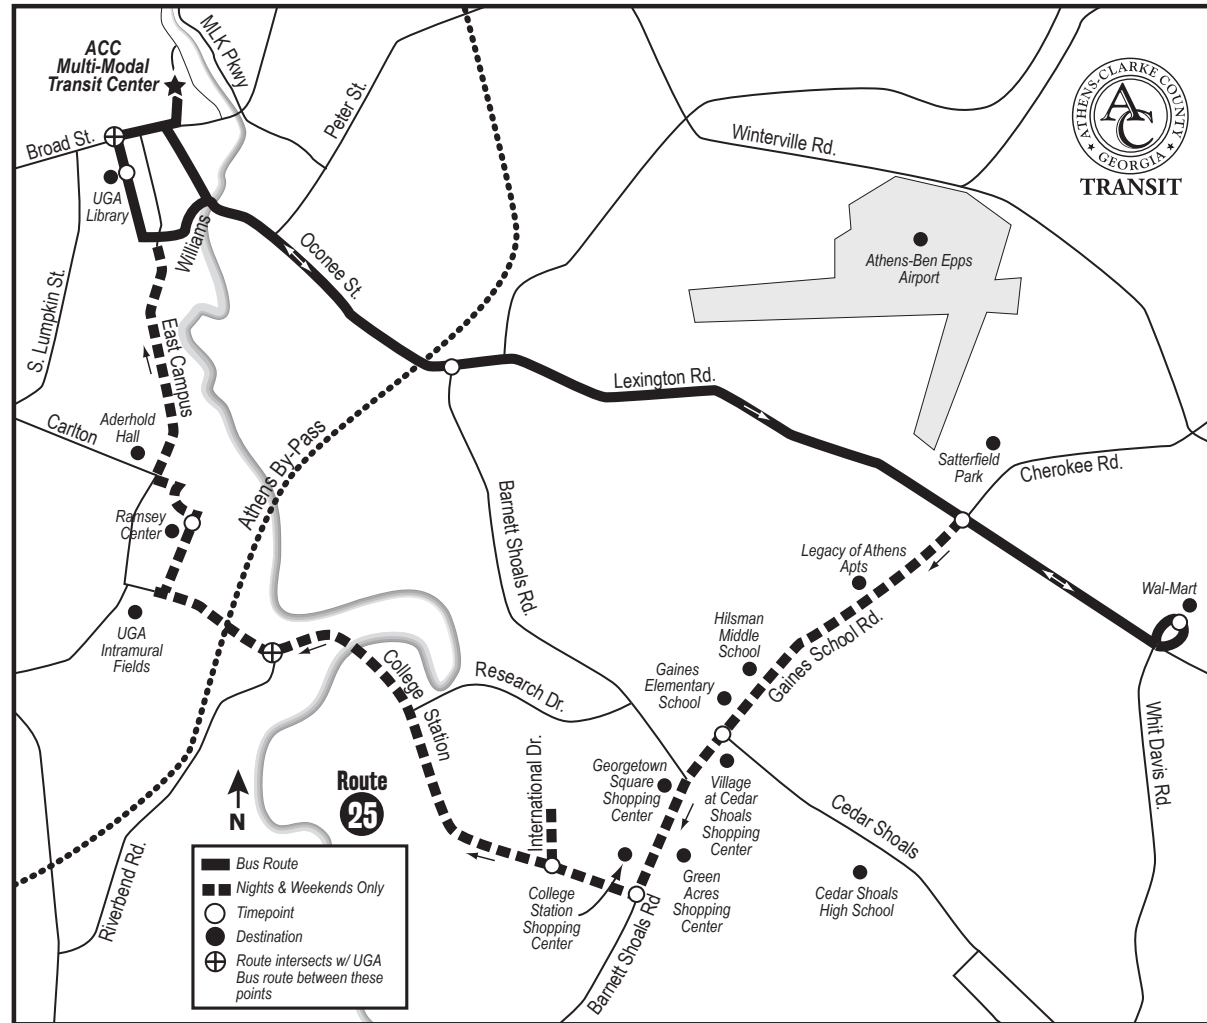 ACC
Multi-Modal
Transit Center
MLK Pkwy
Peter St.
Broad St.
Winterville Rd.
ATHENS-CLARKE COUNTY
AC
GEORGIA
TRANSIT
UGA
Library
Williams
Oconee St.
Athens-Ben Epps
Airport
S. Lumpkin St.
East Campus
Lexington Rd.
Carlton
Aderhold
Hall
Athens By-Pass
Satterfield
Park
Cherokee Rd.
Ramsey
Center
Barnett Shoals Rd.
Legacy of Athens
Apts
Wal-Mart
UGA
Intramural
Fields
Hilsman
Middle
School
Gaines School Rd.
Gaines
Elementary
School
College
Station
Research Dr.
Whit Davis Rd.
International Dr.
Georgetown
Square
Shopping
Center
Village
at Cedar
Shoals
Shopping
Center
Cedar Shoals
Route
25
N
Riverbend Rd.
Bus Route
Nights & Weekends Only
Timepoint
Destination
Route intersects w/ UGA
Bus route between these
points
College
Station
Shopping
Center
Green
Acres
Shopping
Center
Cedar Shoals
High School
Barnett Shoals Rd